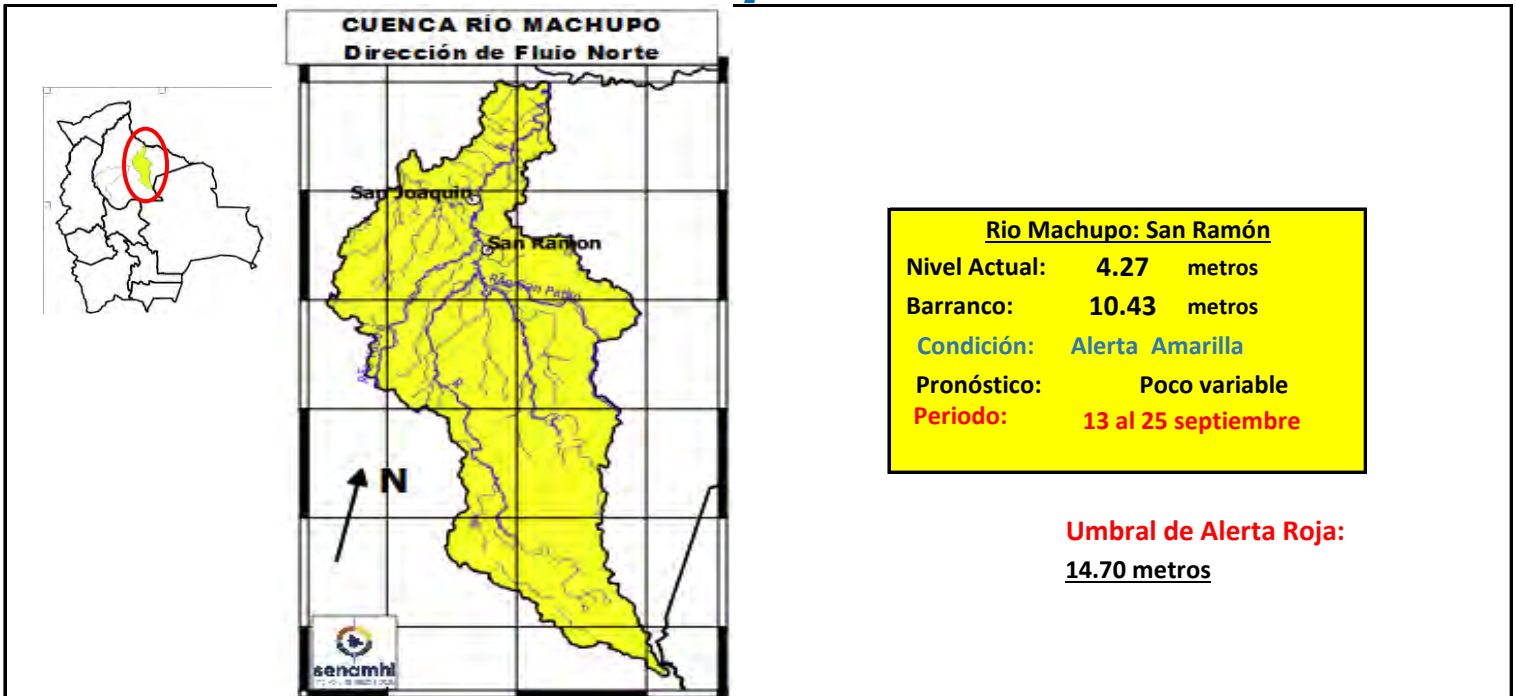 CUENCA RÍO MACHUPO
Dirección de Flujo Norte
San Joaquin
San Ramon
Río San Pedro
N
senamhi
Rio Machupo: San Ramón
Nivel Actual: 4.27 metros
Barranco: 10.43 metros
Condición: Alerta Amarilla
Pronóstico: Poco variable
Periodo: 13 al 25 septiembre
Umbral de Alerta Roja:
14.70 metros